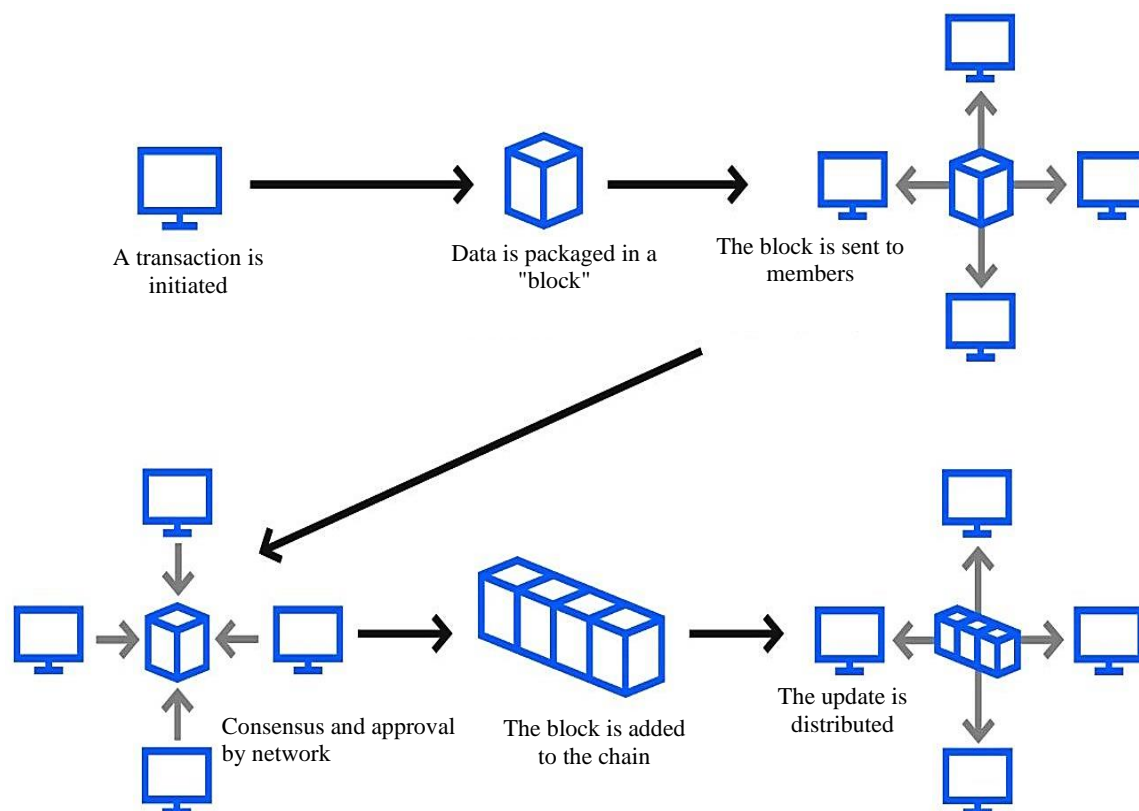 A transaction is
initiated
Data is packaged in a
"block"
The block is sent to
members
Consensus and approval
by network
The block is added
to the chain
The update is
distributed